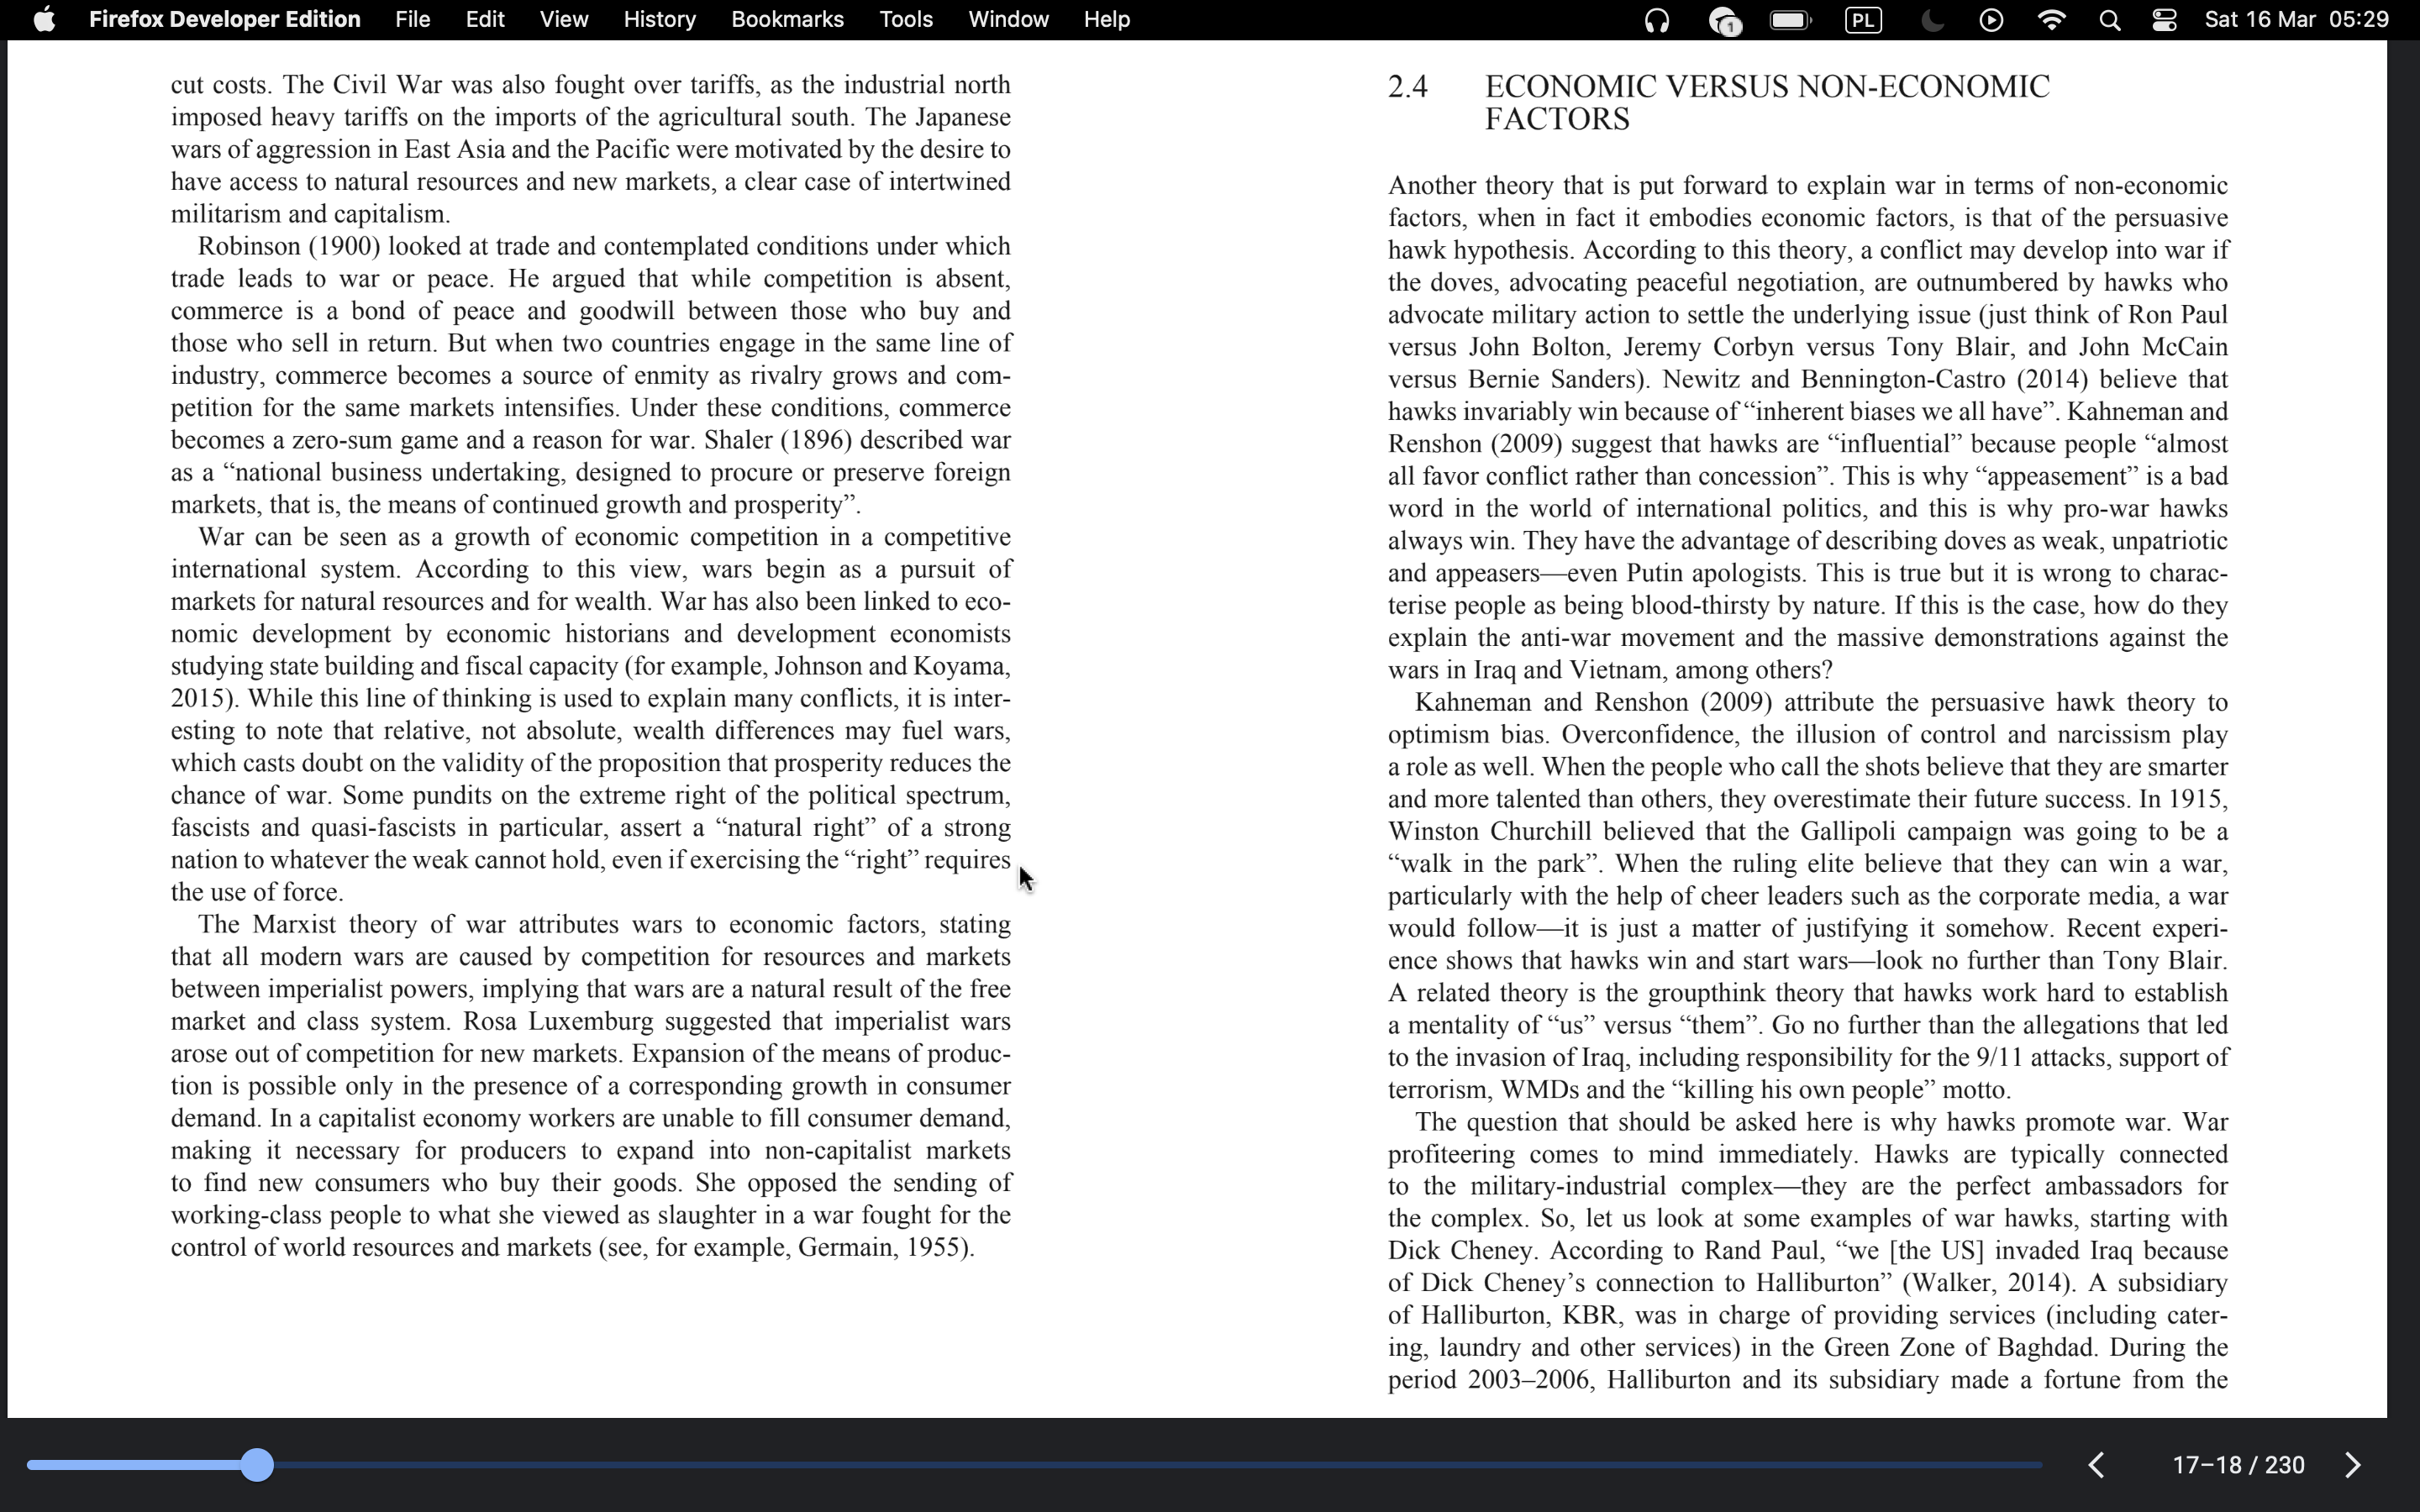 Firefox Developer Edition File Edit View History Bookmarks Tools Window Help 1 PL Sat 16 Mar 05:29
cut costs. The Civil War was also fought over tariffs, as the industrial north
imposed heavy tariffs on the imports of the agricultural south. The Japanese
wars of aggression in East Asia and the Pacific were motivated by the desire to
have access to natural resources and new markets, a clear case of intertwined
militarism and capitalism.
Robinson (1900) looked at trade and contemplated conditions under which
trade leads to war or peace. He argued that while competition is absent,
commerce is a bond of peace and goodwill between those who buy and
those who sell in return. But when two countries engage in the same line of
industry, commerce becomes a source of enmity as rivalry grows and com-
petition for the same markets intensifies. Under these conditions, commerce
becomes a zero-sum game and a reason for war. Shaler (1896) described war
as a “national business undertaking, designed to procure or preserve foreign
markets, that is, the means of continued growth and prosperity”.
War can be seen as a growth of economic competition in a competitive
international system. According to this view, wars begin as a pursuit of
markets for natural resources and for wealth. War has also been linked to eco-
nomic development by economic historians and development economists
studying state building and fiscal capacity (for example, Johnson and Koyama,
2015). While this line of thinking is used to explain many conflicts, it is inter-
esting to note that relative, not absolute, wealth differences may fuel wars,
which casts doubt on the validity of the proposition that prosperity reduces the
chance of war. Some pundits on the extreme right of the political spectrum,
fascists and quasi-fascists in particular, assert a “natural right” of a strong
nation to whatever the weak cannot hold, even if exercising the “right” requires
the use of force.
The Marxist theory of war attributes wars to economic factors, stating
that all modern wars are caused by competition for resources and markets
between imperialist powers, implying that wars are a natural result of the free
market and class system. Rosa Luxemburg suggested that imperialist wars
arose out of competition for new markets. Expansion of the means of produc-
tion is possible only in the presence of a corresponding growth in consumer
demand. In a capitalist economy workers are unable to fill consumer demand,
making it necessary for producers to expand into non-capitalist markets
to find new consumers who buy their goods. She opposed the sending of
working-class people to what she viewed as slaughter in a war fought for the
control of world resources and markets (see, for example, Germain, 1955).
2.4 ECONOMIC VERSUS NON-ECONOMIC
FACTORS
Another theory that is put forward to explain war in terms of non-economic
factors, when in fact it embodies economic factors, is that of the persuasive
hawk hypothesis. According to this theory, a conflict may develop into war if
the doves, advocating peaceful negotiation, are outnumbered by hawks who
advocate military action to settle the underlying issue (just think of Ron Paul
versus John Bolton, Jeremy Corbyn versus Tony Blair, and John McCain
versus Bernie Sanders). Newitz and Bennington-Castro (2014) believe that
hawks invariably win because of “inherent biases we all have”. Kahneman and
Renshon (2009) suggest that hawks are “influential” because people “almost
all favor conflict rather than concession”. This is why “appeasement” is a bad
word in the world of international politics, and this is why pro-war hawks
always win. They have the advantage of describing doves as weak, unpatriotic
and appeasers—even Putin apologists. This is true but it is wrong to charac-
terise people as being blood-thirsty by nature. If this is the case, how do they
explain the anti-war movement and the massive demonstrations against the
wars in Iraq and Vietnam, among others?
Kahneman and Renshon (2009) attribute the persuasive hawk theory to
optimism bias. Overconfidence, the illusion of control and narcissism play
a role as well. When the people who call the shots believe that they are smarter
and more talented than others, they overestimate their future success. In 1915,
Winston Churchill believed that the Gallipoli campaign was going to be a
“walk in the park”. When the ruling elite believe that they can win a war,
particularly with the help of cheer leaders such as the corporate media, a war
would follow—it is just a matter of justifying it somehow. Recent experi-
ence shows that hawks win and start wars—look no further than Tony Blair.
A related theory is the groupthink theory that hawks work hard to establish
a mentality of “us” versus “them”. Go no further than the allegations that led
to the invasion of Iraq, including responsibility for the 9/11 attacks, support of
terrorism, WMDs and the “killing his own people” motto.
The question that should be asked here is why hawks promote war. War
profiteering comes to mind immediately. Hawks are typically connected
to the military-industrial complex—they are the perfect ambassadors for
the complex. So, let us look at some examples of war hawks, starting with
Dick Cheney. According to Rand Paul, “we [the US] invaded Iraq because
of Dick Cheney’s connection to Halliburton” (Walker, 2014). A subsidiary
of Halliburton, KBR, was in charge of providing services (including cater-
ing, laundry and other services) in the Green Zone of Baghdad. During the
period 2003–2006, Halliburton and its subsidiary made a fortune from the
17–18 / 230